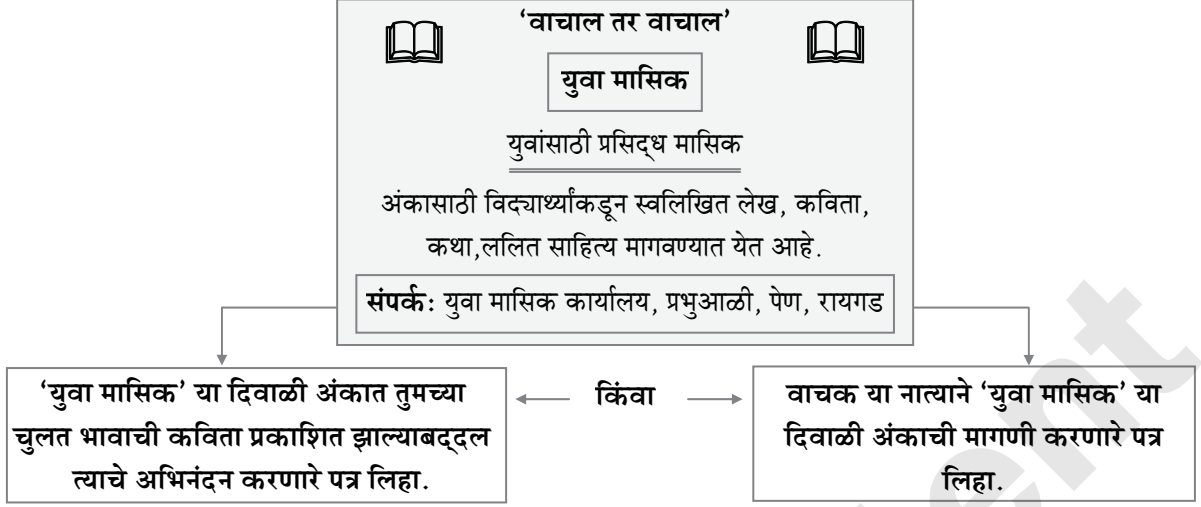 ‘वाचाल तर वाचाल’
युवा मासिक
युवांसाठी प्रसिद्ध मासिक
अंकासाठी विद्यार्थ्यांकडून स्वलिखित लेख, कविता,
कथा,ललित साहित्य मागवण्यात येत आहे.
संपर्क: युवा मासिक कार्यालय, प्रभुआळी, पेण, रायगड
‘युवा मासिक’ या दिवाळी अंकात तुमच्या
चुलत भावाची कविता प्रकाशित झाल्याबद्दल
त्याचे अभिनंदन करणारे पत्र लिहा.
किंवा
वाचक या नात्याने ‘युवा मासिक’ या
दिवाळी अंकाची मागणी करणारे पत्र
लिहा.